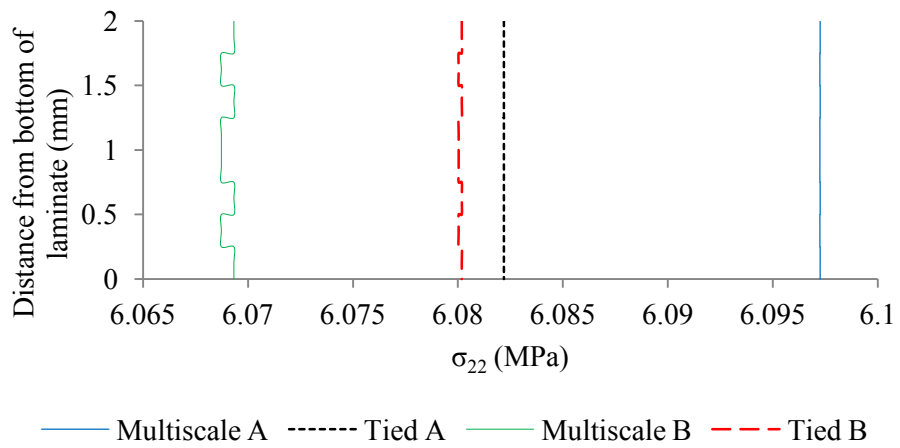 Distance from bottom of
laminate (mm)
2
1.5
1
0.5
0
6.065 6.07 6.075 6.08 6.085 6.09 6.095 6.1
σ22 (MPa)
Multiscale A Tied A Multiscale B Tied B